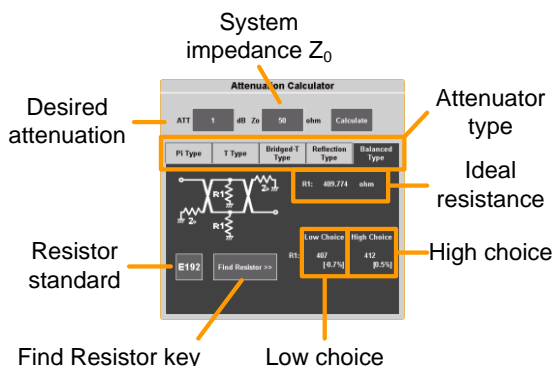 System
impedance Z₀
Attenuation Calculator
Desired
attenuation
ATT 1 dB Zo 50 ohm Calculate
Attenuator
type
Pi Type T Type Bridged-T Type Reflection Type Balanced Type
R1: 409.774 ohm
Ideal
resistance
R1
R1
Low Choice High Choice
R1: 407 412
[-0.7%] [0.5%]
High choice
Resistor
standard
E192 Find Resistor >>
Find Resistor key
Low choice